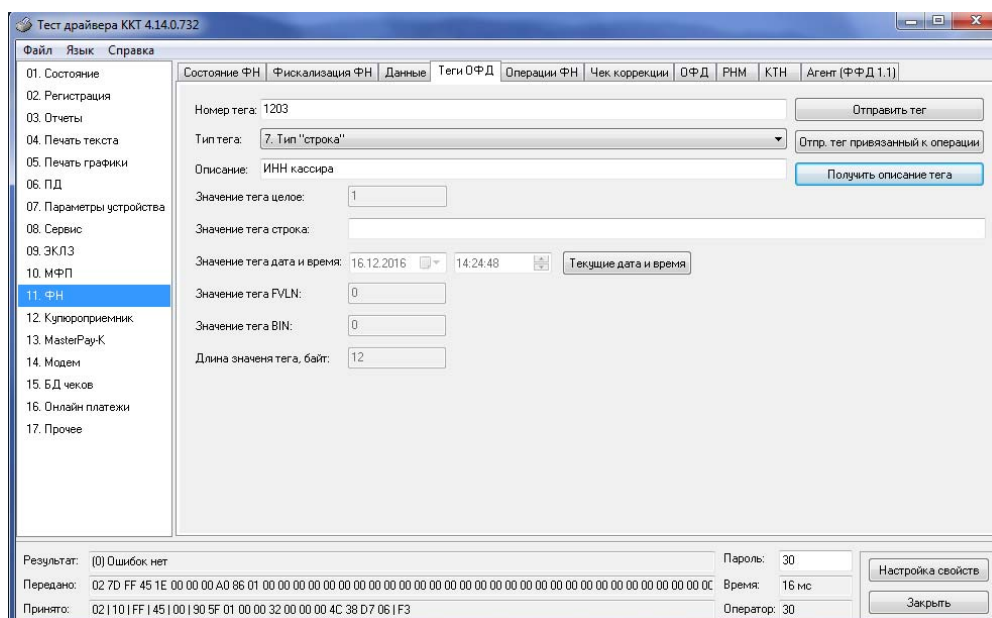 Тест драйвера ККТ 4.14.0.732
Файл Язык Справка
01. Состояние
02. Регистрация
03. Отчеты
04. Печать текста
05. Печать графики
06. ПД
07. Параметры устройства
08. Сервис
09. ЭКЛЗ
10. МФП
11. ФН
12. Купюроприемник
13. MasterPay-K
14. Модем
15. БД чеков
16. Онлайн платежи
17. Прочее
Состояние ФН Фискализация ФН Данные Теги ОФД Операции ФН Чек коррекции ОФД РНМ КТН Агент (ФФД 1.1)
Номер тега: 1203 Отправить тег
Тип тега: 7. Тип "строка" Отпр. тег привязанный к операции
Описание: ИНН кассира Получить описание тега
Значение тега целое: 1
Значение тега строка:
Значение тега дата и время: 16.12.2016 14:24:48 Текущие дата и время
Значение тега FVLN: 0
Значение тега BIN: 0
Длина значеня тега, байт: 12
Результат: (0) Ошибок нет Пароль: 30 Настройка свойств
Передано: 02 7D FF 45 1E 00 00 00 A0 86 01 00 00 00 00 00 00 00 00 00 00 00 00 00 00 00 00 00 00 00 00 00 00 00 00 00 00 00 00 0C Время: 16 мс
Принято: 02 | 10 | FF | 45 | 00 | 90 5F 01 00 00 32 00 00 00 4C 38 D7 06 | F3 Оператор: 30 Закрыть